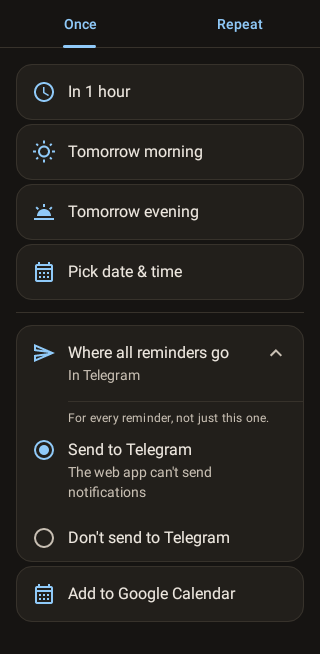 Once
Repeat
In 1 hour
Tomorrow morning
Tomorrow evening
Pick date & time
Where all reminders go
In Telegram
For every reminder, not just this one.
Send to Telegram
The web app can't send
notifications
Don't send to Telegram
Add to Google Calendar